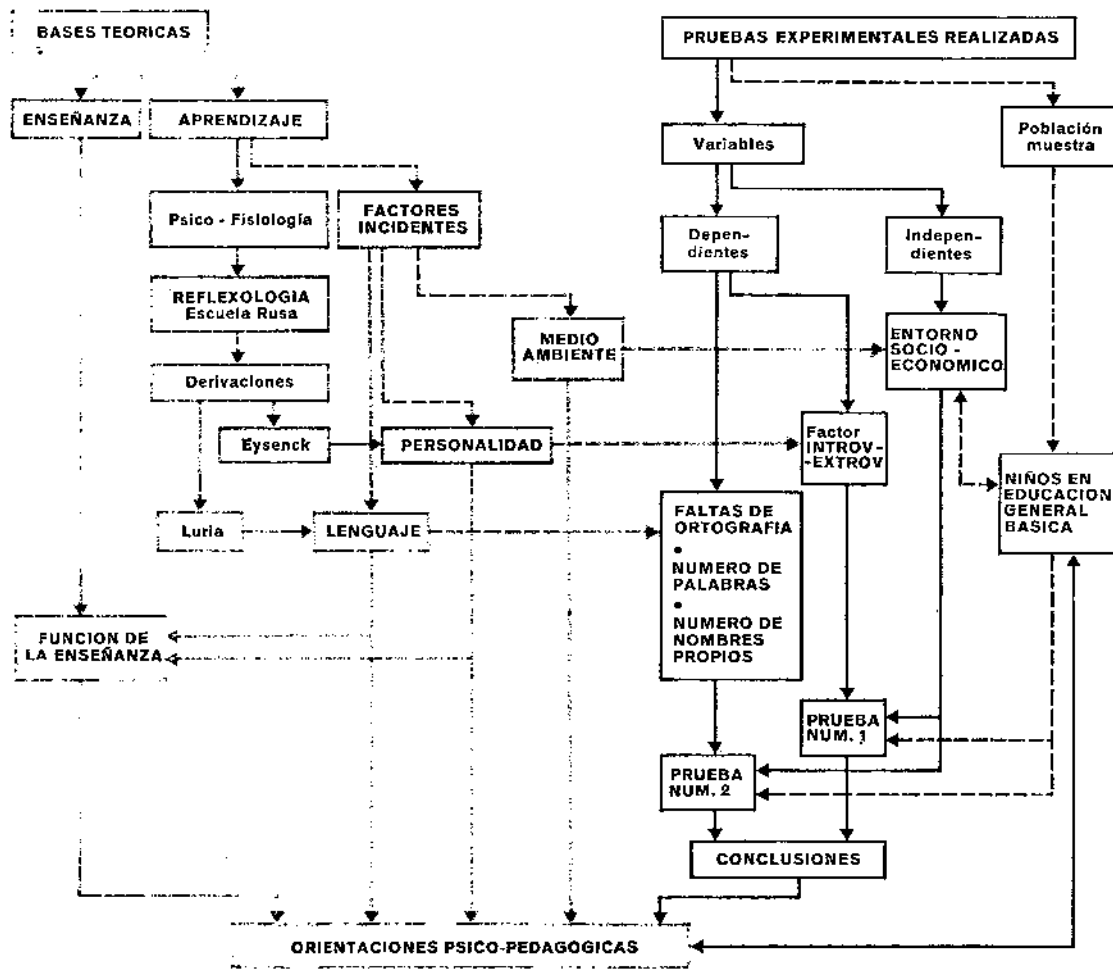 BASES TEORICAS
PRUEBAS EXPERIMENTALES REALIZADAS
ENSEÑANZA
APRENDIZAJE
Variables
Población
muestra
Psico - Fisiología
FACTORES
INCIDENTES
Depen-
dientes
Indepen-
dientes
REFLEXOLOGIA
Escuela Rusa
MEDIO
AMBIENTE
ENTORNO
SOCIO -
ECONOMICO
Derivaciones
Eysenck
PERSONALIDAD
Factor
INTROV-
-EXTROV
NIÑOS EN
EDUCACION
GENERAL
BASICA
Luria
LENGUAJE
FALTAS DE
ORTOGRAFIA
•
NUMERO DE
PALABRAS
•
NUMERO DE
NOMBRES
PROPIOS
FUNCION DE
LA ENSEÑANZA
PRUEBA
NUM. 1
PRUEBA
NUM. 2
CONCLUSIONES
ORIENTACIONES PSICO-PEDAGOGICAS